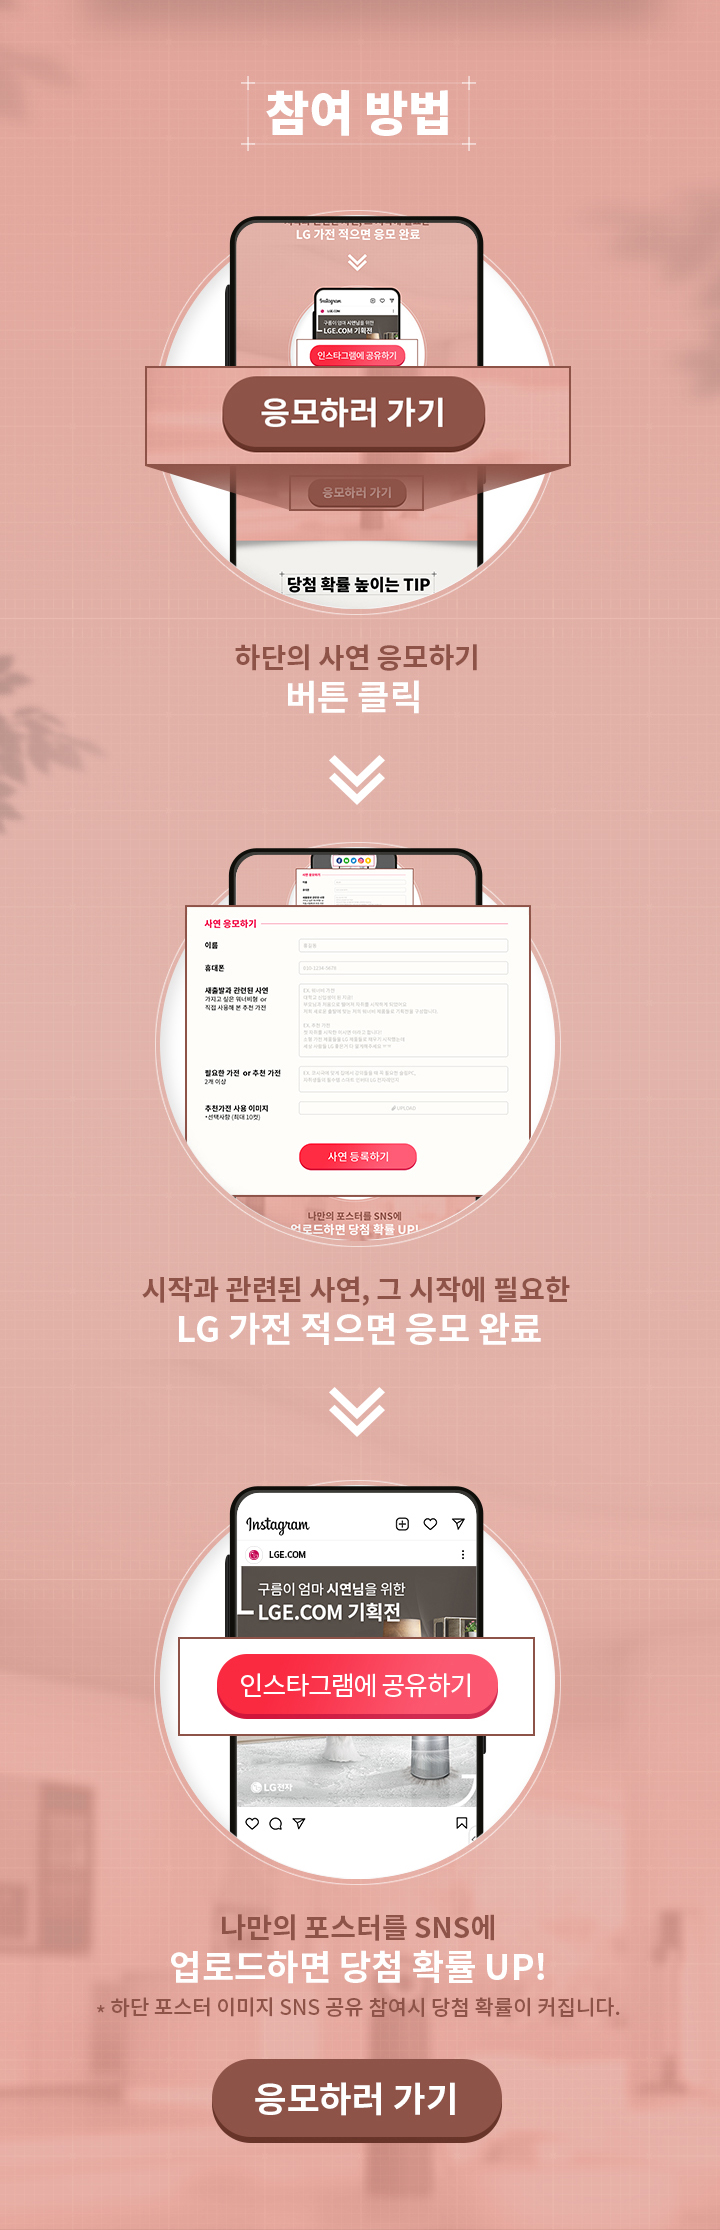 참여 방법
LG 가전 적으면 응모 완료
Instagram
LGE.COM
구름이 엄마 시연님을 위한
LGE.COM 기획전
인스타그램에 공유하기
응모하러 가기
응모하러 가기
당첨 확률 높이는 TIP
하단의 사연 응모하기
버튼 클릭
사연 응모하기
이름
홍길동
휴대폰
010-1234-5678
새출발과 관련된 사연
가지고 싶은 워너비형 or
직접 사용해 본 추천 가전
필요한 가전 or 추천 가전
2개 이상
추천가전 사용 이미지
*선택사항 (최대 10컷)
UPLOAD
사연 등록하기
나만의 포스터를 SNS에
업로드하면 당첨 확률 UP!
시작과 관련된 사연, 그 시작에 필요한
LG 가전 적으면 응모 완료
Instagram
LGE.COM
구름이 엄마 시연님을 위한
LGE.COM 기획전
인스타그램에 공유하기
LG전자
나만의 포스터를 SNS에
업로드하면 당첨 확률 UP!
* 하단 포스터 이미지 SNS 공유 참여시 당첨 확률이 커집니다.
응모하러 가기